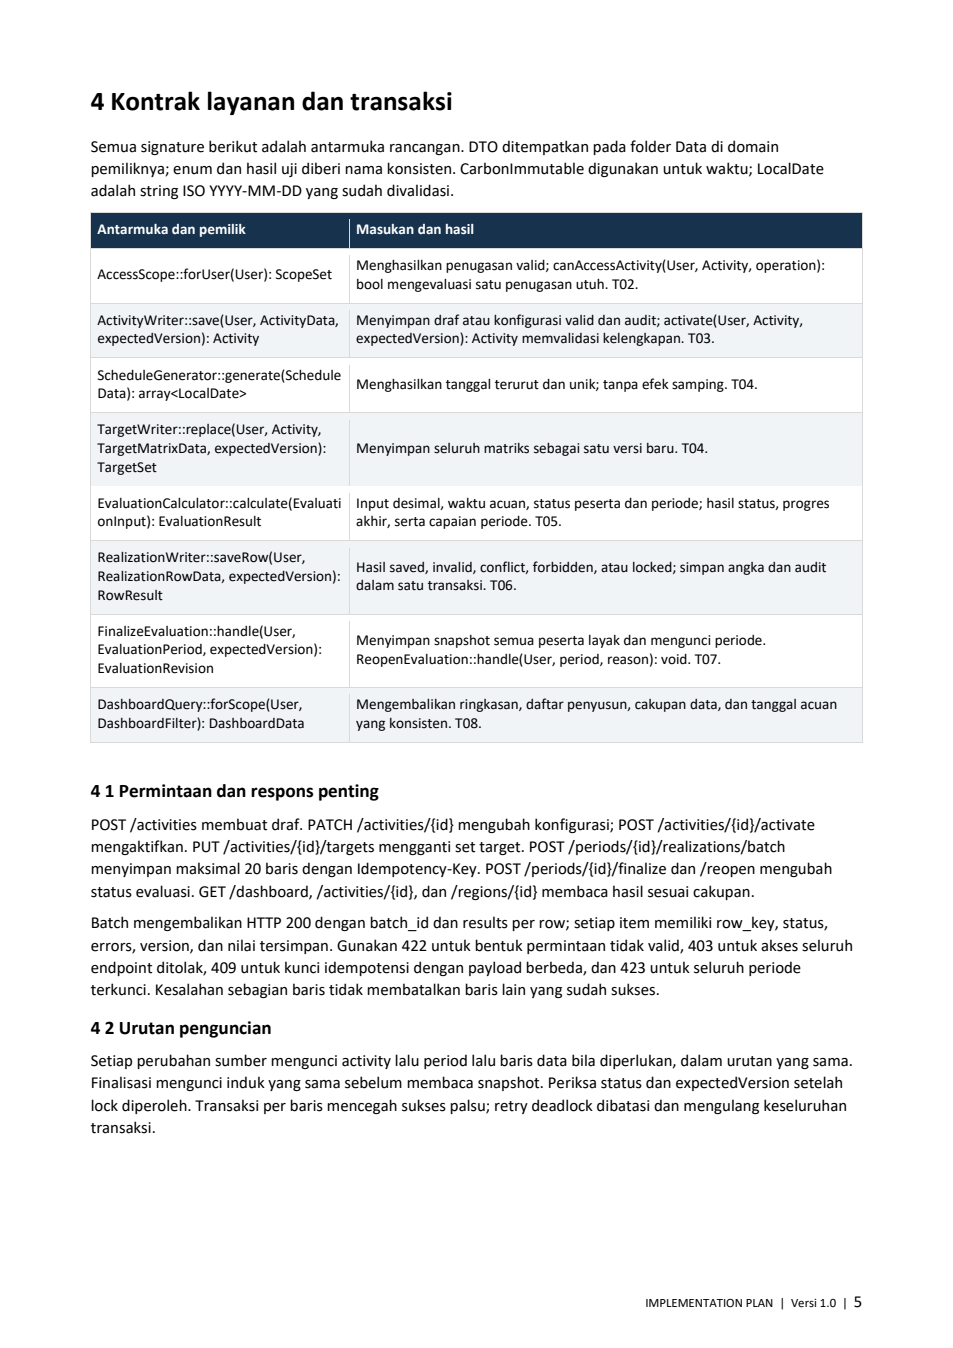 4 Kontrak layanan dan transaksi
Semua signature berikut adalah antarmuka rancangan. DTO ditempatkan pada folder Data di domain
pemiliknya; enum dan hasil uji diberi nama konsisten. CarbonImmutable digunakan untuk waktu; LocalDate
adalah string ISO YYYY-MM-DD yang sudah divalidasi.
Antarmuka dan pemilik
Masukan dan hasil
AccessScope::forUser(User): ScopeSet
Menghasilkan penugasan valid; canAccessActivity(User, Activity, operation):
bool mengevaluasi satu penugasan utuh. T02.
ActivityWriter::save(User, ActivityData,
expectedVersion): Activity
Menyimpan draf atau konfigurasi valid dan audit; activate(User, Activity,
expectedVersion): Activity memvalidasi kelengkapan. T03.
ScheduleGenerator::generate(Schedule
Data): array<LocalDate>
Menghasilkan tanggal terurut dan unik; tanpa efek samping. T04.
TargetWriter::replace(User, Activity,
TargetMatrixData, expectedVersion):
TargetSet
Menyimpan seluruh matriks sebagai satu versi baru. T04.
EvaluationCalculator::calculate(Evaluati
onInput): EvaluationResult
Input desimal, waktu acuan, status peserta dan periode; hasil status, progres
akhir, serta capaian periode. T05.
RealizationWriter::saveRow(User,
RealizationRowData, expectedVersion):
RowResult
Hasil saved, invalid, conflict, forbidden, atau locked; simpan angka dan audit
dalam satu transaksi. T06.
FinalizeEvaluation::handle(User,
EvaluationPeriod, expectedVersion):
EvaluationRevision
Menyimpan snapshot semua peserta layak dan mengunci periode.
ReopenEvaluation::handle(User, period, reason): void. T07.
DashboardQuery::forScope(User,
DashboardFilter): DashboardData
Mengembalikan ringkasan, daftar penyusun, cakupan data, dan tanggal acuan
yang konsisten. T08.
4 1 Permintaan dan respons penting
POST /activities membuat draf. PATCH /activities/{id} mengubah konfigurasi; POST /activities/{id}/activate
mengaktifkan. PUT /activities/{id}/targets mengganti set target. POST /periods/{id}/realizations/batch
menyimpan maksimal 20 baris dengan Idempotency-Key. POST /periods/{id}/finalize dan /reopen mengubah
status evaluasi. GET /dashboard, /activities/{id}, dan /regions/{id} membaca hasil sesuai cakupan.
Batch mengembalikan HTTP 200 dengan batch_id dan results per row; setiap item memiliki row_key, status,
errors, version, dan nilai tersimpan. Gunakan 422 untuk bentuk permintaan tidak valid, 403 untuk akses seluruh
endpoint ditolak, 409 untuk kunci idempotensi dengan payload berbeda, dan 423 untuk seluruh periode
terkunci. Kesalahan sebagian baris tidak membatalkan baris lain yang sudah sukses.
4 2 Urutan penguncian
Setiap perubahan sumber mengunci activity lalu period lalu baris data bila diperlukan, dalam urutan yang sama.
Finalisasi mengunci induk yang sama sebelum membaca snapshot. Periksa status dan expectedVersion setelah
lock diperoleh. Transaksi per baris mencegah sukses palsu; retry deadlock dibatasi dan mengulang keseluruhan
transaksi.
IMPLEMENTATION PLAN | Versi 1.0 | 5